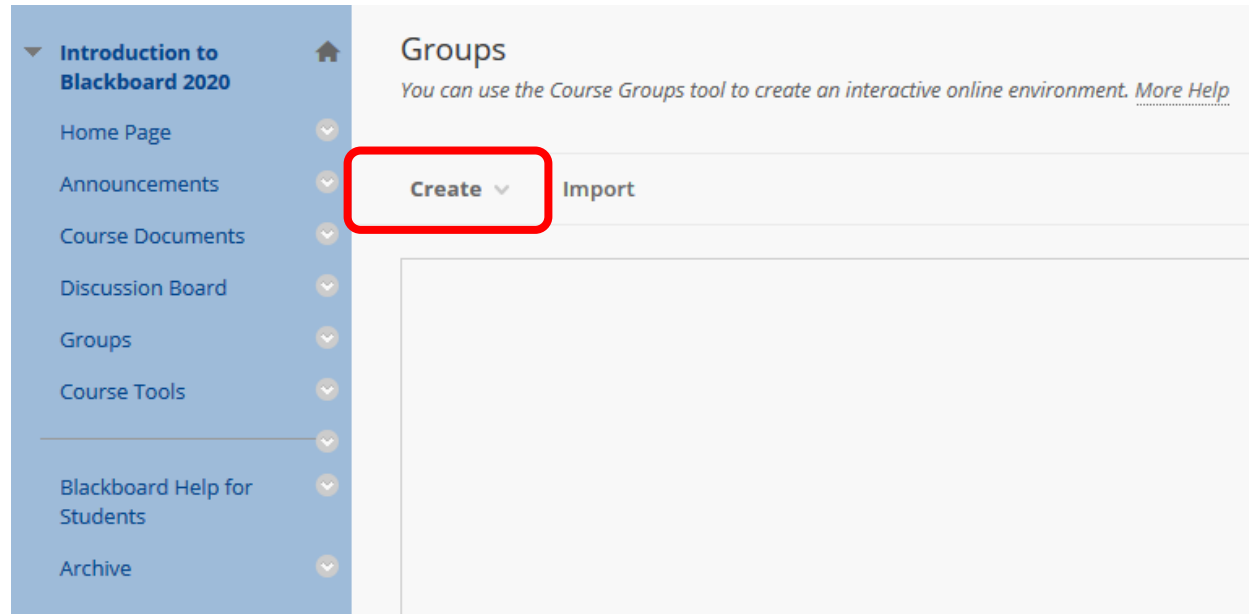 Introduction to
Blackboard 2020
Home Page
Announcements
Course Documents
Discussion Board
Groups
Course Tools
Blackboard Help for
Students
Archive
Groups
You can use the Course Groups tool to create an interactive online environment. More Help
Create Import